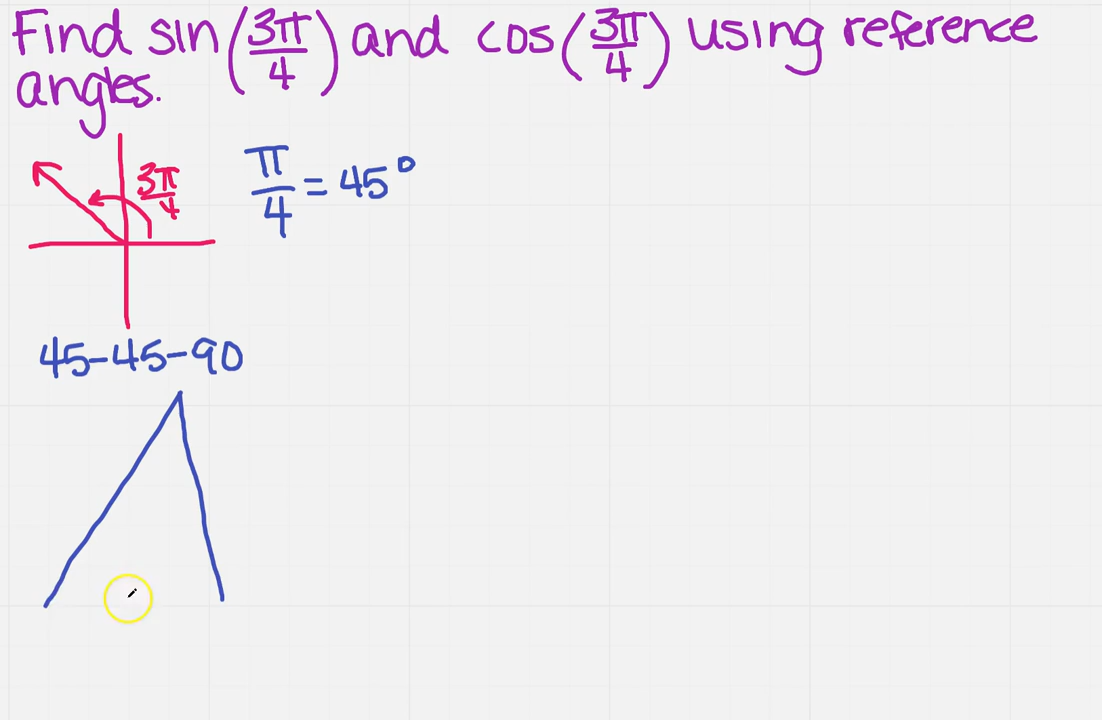 Find sin(3π/4) and cos(3π/4) using reference
angles.
3π/4
π/4 = 45°
45-45-90